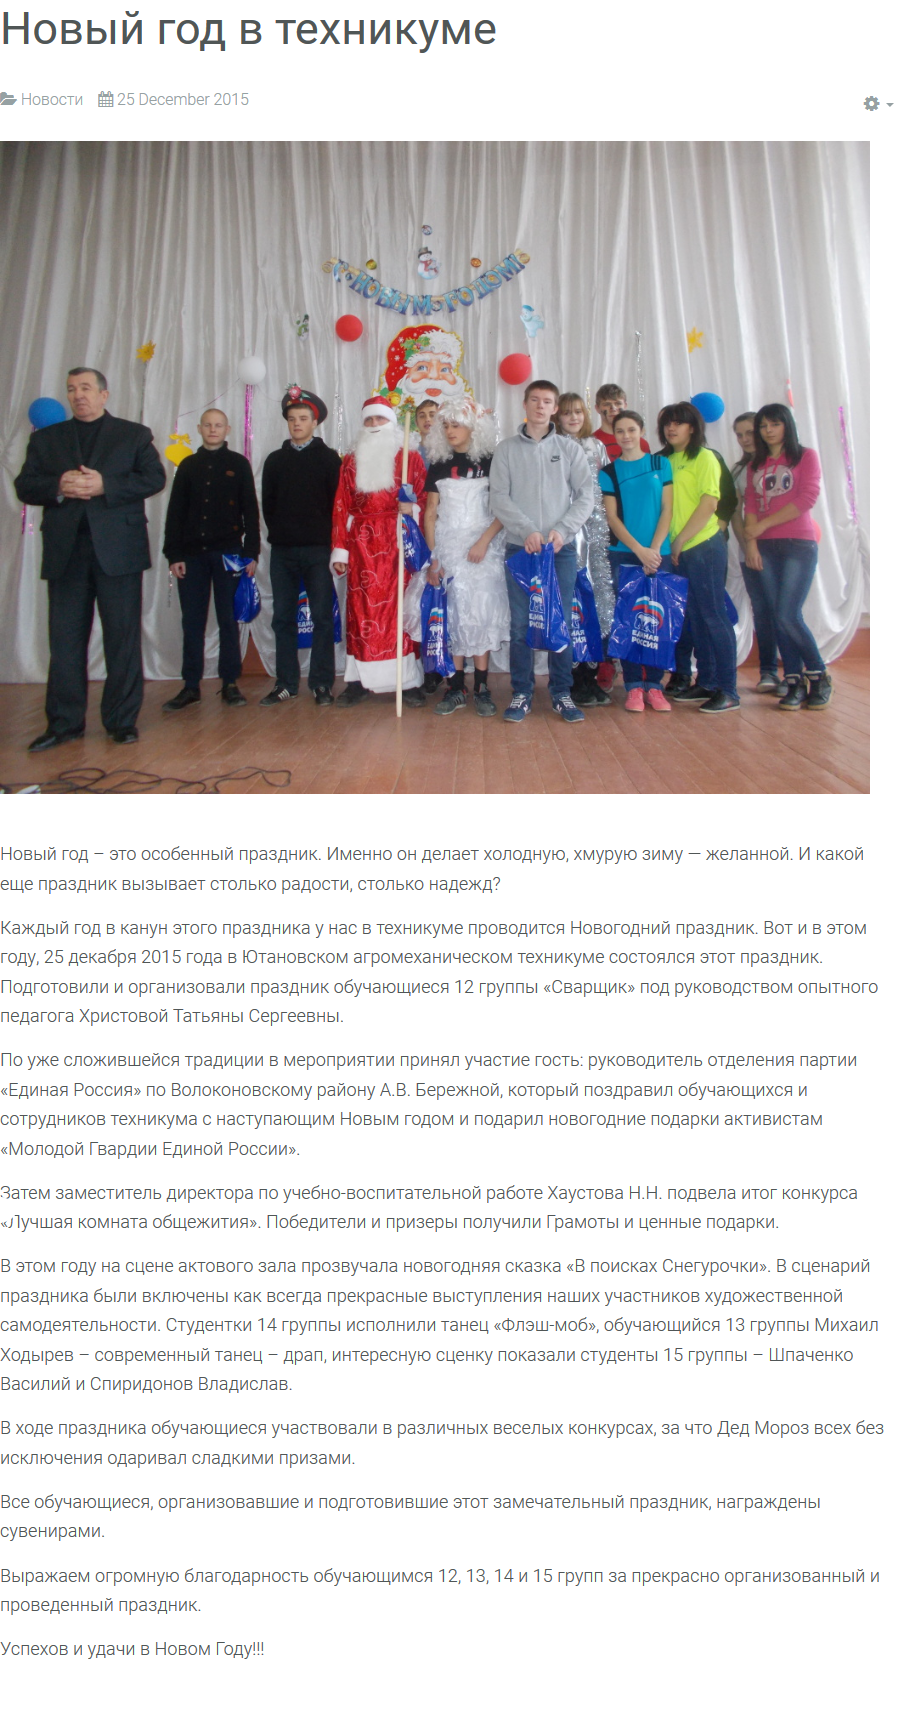 Новый год в техникуме
Новости 25 December 2015
С НОВЫМ ГОДОМ!
ЕДИНАЯ
РОССИЯ
Новый год – это особенный праздник. Именно он делает холодную, хмурую зиму — желанной. И какой
еще праздник вызывает столько радости, столько надежд?
Каждый год в канун этого праздника у нас в техникуме проводится Новогодний праздник. Вот и в этом
году, 25 декабря 2015 года в Ютановском агромеханическом техникуме состоялся этот праздник.
Подготовили и организовали праздник обучающиеся 12 группы «Сварщик» под руководством опытного
педагога Христовой Татьяны Сергеевны.
По уже сложившейся традиции в мероприятии принял участие гость: руководитель отделения партии
«Единая Россия» по Волоконовскому району А.В. Бережной, который поздравил обучающихся и
сотрудников техникума с наступающим Новым годом и подарил новогодние подарки активистам
«Молодой Гвардии Единой России».
Затем заместитель директора по учебно-воспитательной работе Хаустова Н.Н. подвела итог конкурса
«Лучшая комната общежития». Победители и призеры получили Грамоты и ценные подарки.
В этом году на сцене актового зала прозвучала новогодняя сказка «В поисках Снегурочки». В сценарий
праздника были включены как всегда прекрасные выступления наших участников художественной
самодеятельности. Студентки 14 группы исполнили танец «Флэш-моб», обучающийся 13 группы Михаил
Ходырев – современный танец – драп, интересную сценку показали студенты 15 группы – Шпаченко
Василий и Спиридонов Владислав.
В ходе праздника обучающиеся участвовали в различных веселых конкурсах, за что Дед Мороз всех без
исключения одаривал сладкими призами.
Все обучающиеся, организовавшие и подготовившие этот замечательный праздник, награждены
сувенирами.
Выражаем огромную благодарность обучающимся 12, 13, 14 и 15 групп за прекрасно организованный и
проведенный праздник.
Успехов и удачи в Новом Году!!!